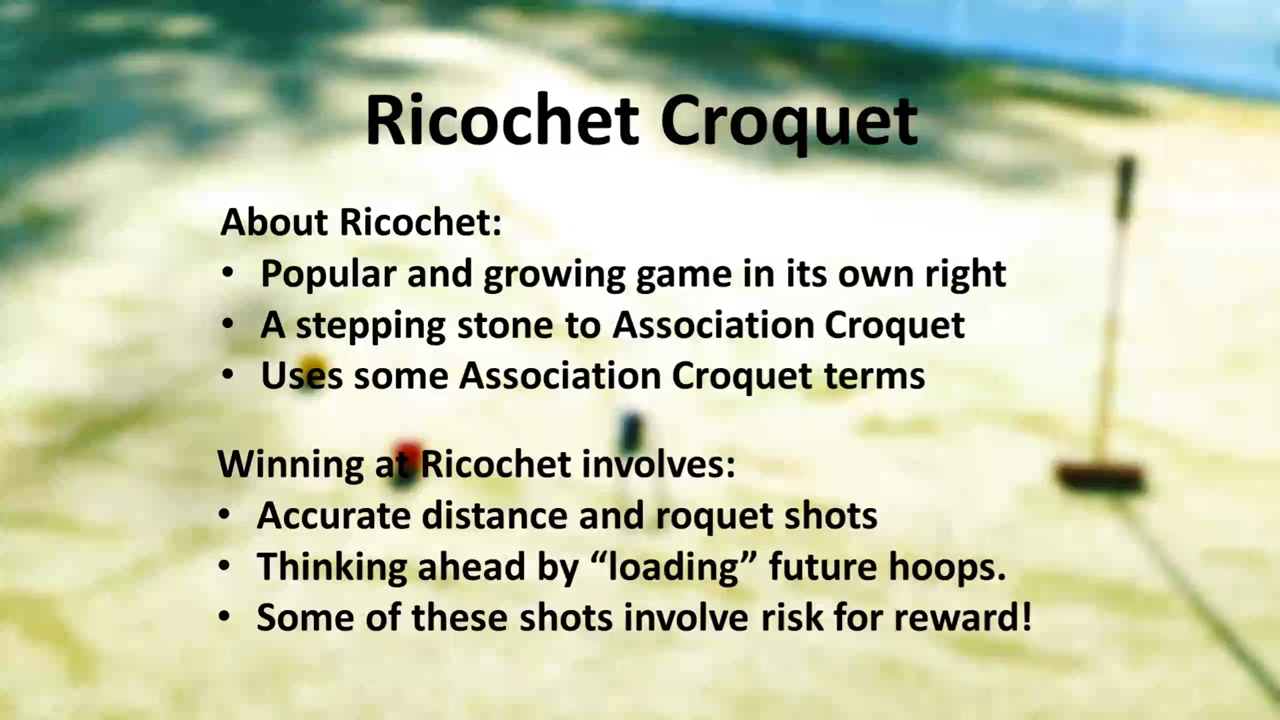 Ricochet Croquet
About Ricochet:
• Popular and growing game in its own right
• A stepping stone to Association Croquet
• Uses some Association Croquet terms
Winning at Ricochet involves:
• Accurate distance and roquet shots
• Thinking ahead by “loading” future hoops.
• Some of these shots involve risk for reward!